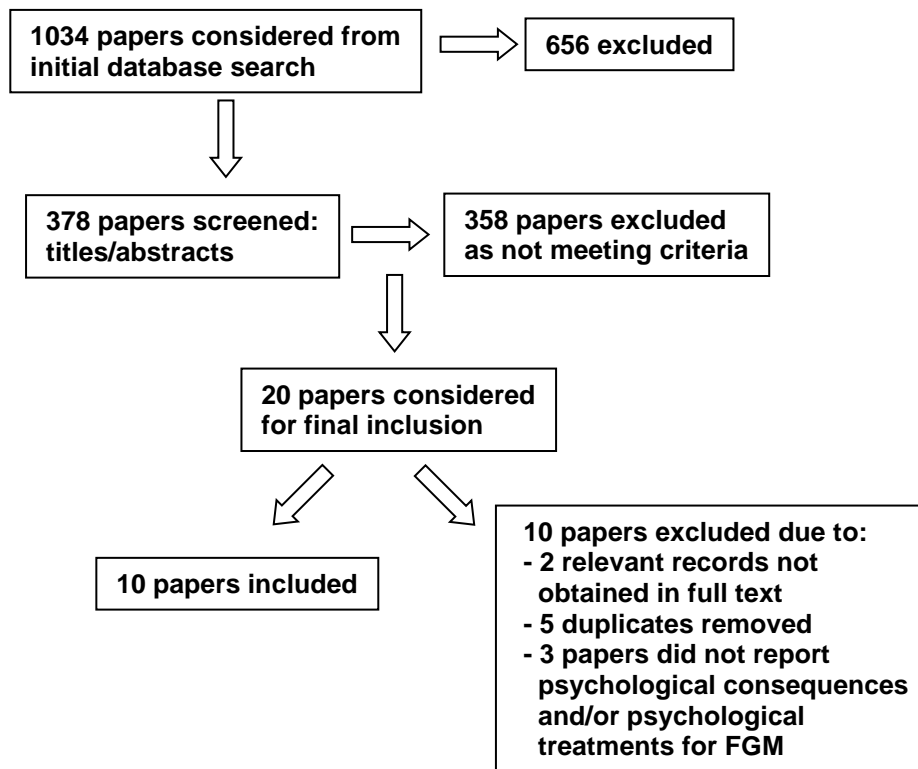 1034 papers considered from
initial database search
656 excluded
378 papers screened:
titles/abstracts
358 papers excluded
as not meeting criteria
20 papers considered
for final inclusion
10 papers included
10 papers excluded due to:
- 2 relevant records not
obtained in full text
- 5 duplicates removed
- 3 papers did not report
psychological consequences
and/or psychological
treatments for FGM